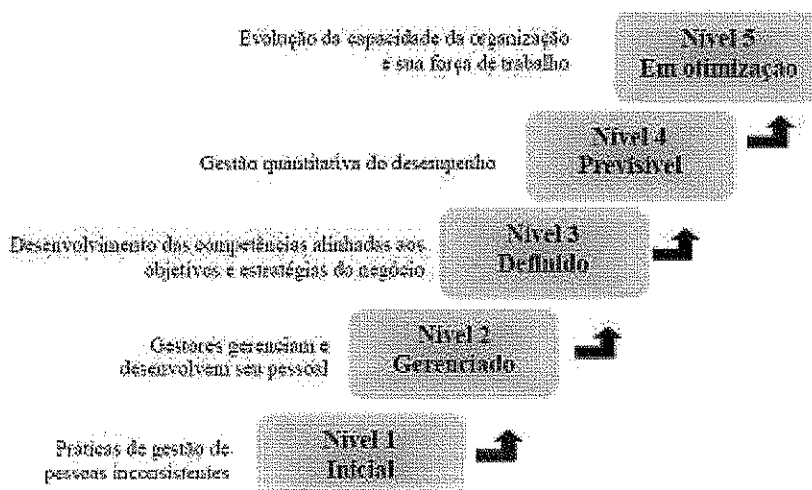 Evolução da capacidade da organização
e sua força de trabalho
Nível 5
Em otimização
Gestão quantitativa do desempenho
Nível 4
Previsível
Desenvolvimento das competências alinhadas aos
objetivos e estratégias do negócio
Nível 3
Definido
Gestores gerenciam e
desenvolvem seu pessoal
Nível 2
Gerenciado
Práticas de gestão de
pessoas inconsistentes
Nível 1
Inicial